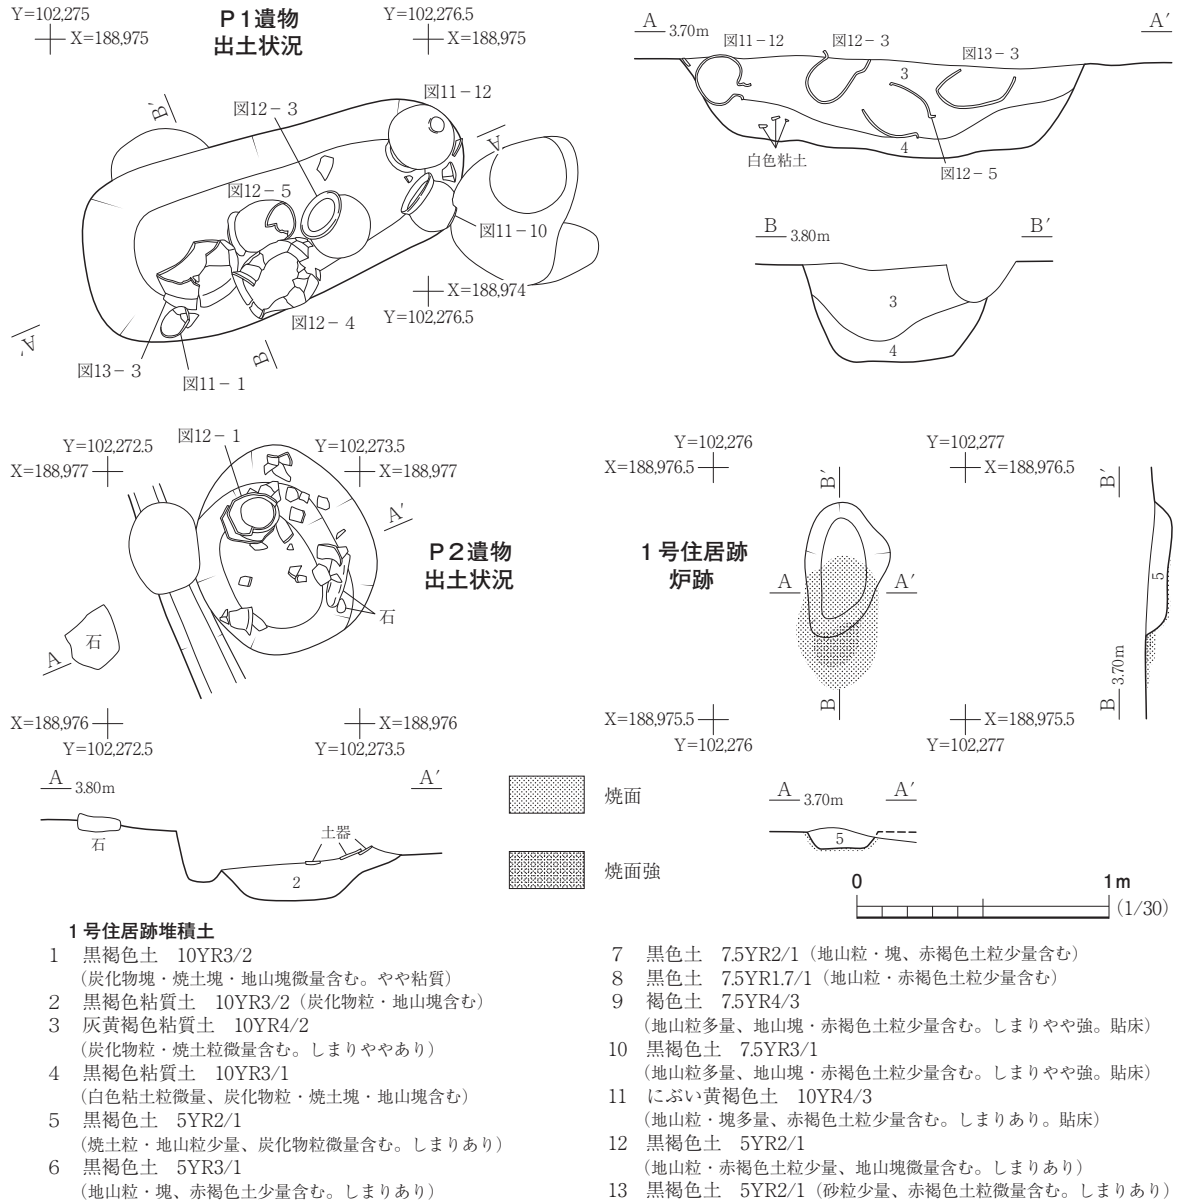 Y=102,275
X=188,975
P1遺物
出土状況
Y=102,276.5
X=188,975
B′
図12－3
図11－12
A
図12－5
図11－10
X=188,974
Y=102,276.5
図12－4
A′
B
図13－3
図11－1
A 3.70m A′
図11－12
図12－3
図13－3
3
白色粘土
4
図12－5
B 3.80m B′
3
4
Y=102,272.5
X=188,977
図12－1
Y=102,273.5
X=188,977
A′
P2遺物
出土状況
石
石
A
X=188,976
Y=102,272.5
X=188,976
Y=102,273.5
A 3.80m A′
石
土器
2
Y=102,276
X=188,976.5
Y=102,277
X=188,976.5
B′
B′
1号住居跡
炉跡
A A′
5
B
B 3.70m
X=188,975.5
Y=102,276
X=188,975.5
Y=102,277
焼面
焼面強
A 3.70m A′
5
0 1m
(1/30)
1号住居跡堆積土
1 黒褐色土 10YR3/2
（炭化物塊・焼土塊・地山塊微量含む。やや粘質）
2 黒褐色粘質土 10YR3/2（炭化物粒・地山塊含む）
3 灰黄褐色粘質土 10YR4/2
（炭化物粒・焼土粒微量含む。しまりややあり）
4 黒褐色粘質土 10YR3/1
（白色粘土粒微量、炭化物粒・焼土塊・地山塊含む）
5 黒褐色土 5YR2/1
（焼土粒・地山粒少量、炭化物粒微量含む。しまりあり）
6 黒褐色土 5YR3/1
（地山粒・塊、赤褐色土少量含む。しまりあり）
7 黒色土 7.5YR2/1（地山粒・塊、赤褐色土粒少量含む）
8 黒色土 7.5YR1.7/1（地山粒・赤褐色土粒少量含む）
9 褐色土 7.5YR4/3
（地山粒多量、地山塊・赤褐色土粒少量含む。しまりやや強。貼床）
10 黒褐色土 7.5YR3/1
（地山粒多量、地山塊・赤褐色土粒少量含む。しまりやや強。貼床）
11 にぶい黄褐色土 10YR4/3
（地山粒・塊多量、赤褐色土粒少量含む。しまりあり。貼床）
12 黒褐色土 5YR2/1
（地山粒・赤褐色土粒少量、地山塊微量含む。しまりあり）
13 黒褐色土 5YR2/1（砂粒少量、赤褐色土粒微量含む。しまりあり）